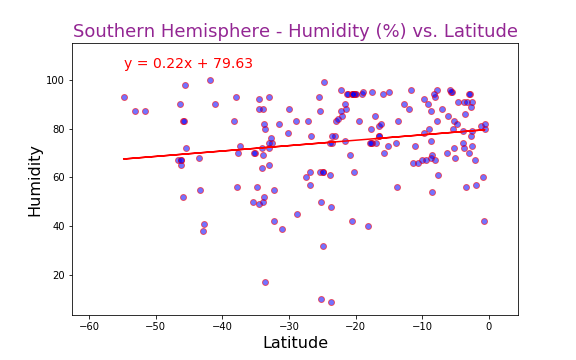 Southern Hemisphere - Humidity (%) vs. Latitude
y = 0.22x + 79.63
100
80
60
40
20
Humidity
−60 −50 −40 −30 −20 −10 0
Latitude